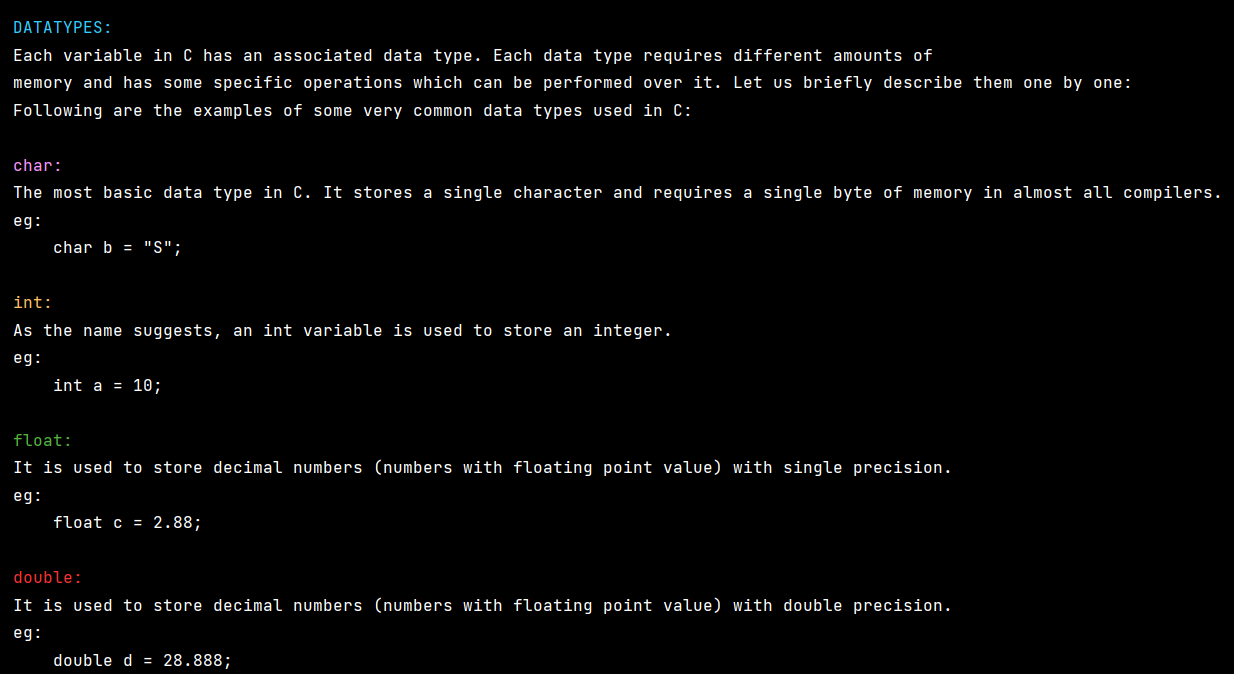 DATATYPES:
Each variable in C has an associated data type. Each data type requires different amounts of
memory and has some specific operations which can be performed over it. Let us briefly describe them one by one:
Following are the examples of some very common data types used in C:
char:
The most basic data type in C. It stores a single character and requires a single byte of memory in almost all compilers.
eg:
    char b = "S";
int:
As the name suggests, an int variable is used to store an integer.
eg:
    int a = 10;
float:
It is used to store decimal numbers (numbers with floating point value) with single precision.
eg:
    float c = 2.88;
double:
It is used to store decimal numbers (numbers with floating point value) with double precision.
eg:
    double d = 28.888;